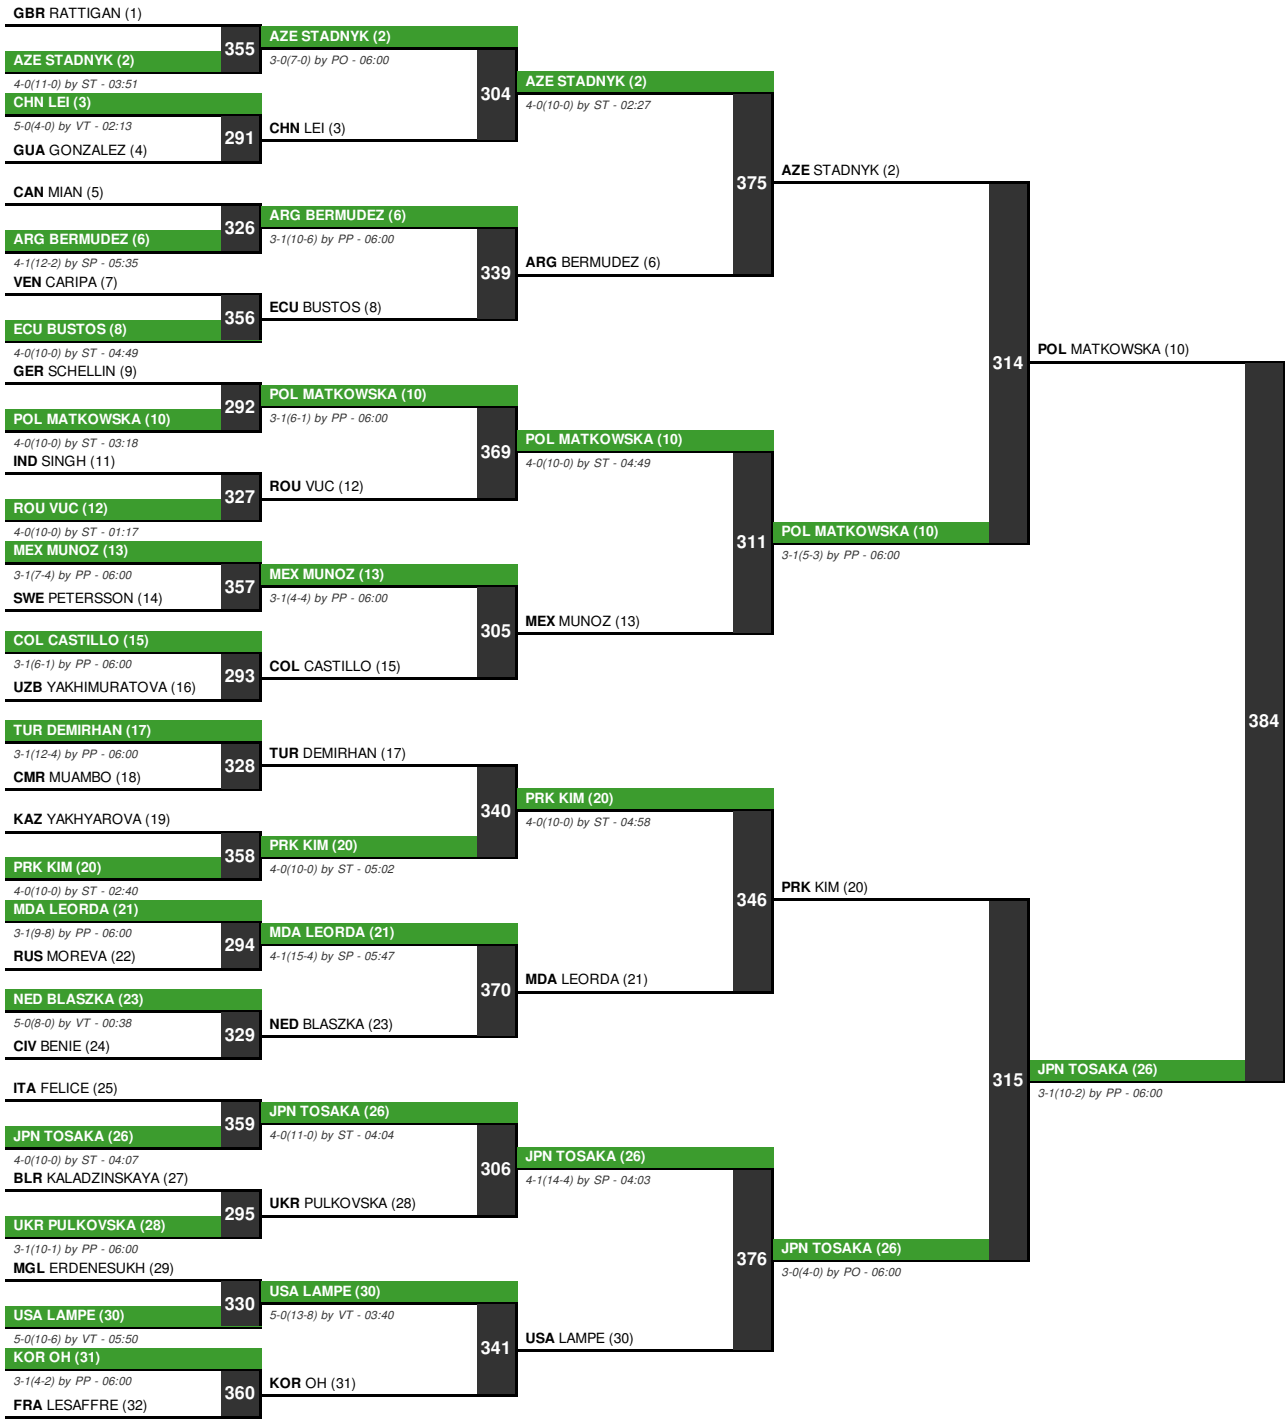 GBR RATTIGAN (1)
355
AZE STADNYK (2)
4-0(11-0) by ST - 03:51
CHN LEI (3)
5-0(4-0) by VT - 02:13
291
GUA GONZALEZ (4)
CAN MIAN (5)
326
ARG BERMUDEZ (6)
4-1(12-2) by SP - 05:35
VEN CARIPA (7)
356
ECU BUSTOS (8)
4-0(10-0) by ST - 04:49
GER SCHELLIN (9)
292
POL MATKOWSKA (10)
4-0(10-0) by ST - 03:18
IND SINGH (11)
327
ROU VUC (12)
4-0(10-0) by ST - 01:17
MEX MUNOZ (13)
3-1(7-4) by PP - 06:00
357
SWE PETERSSON (14)
COL CASTILLO (15)
3-1(6-1) by PP - 06:00
293
UZB YAKHIMURATOVA (16)
TUR DEMIRHAN (17)
3-1(12-4) by PP - 06:00
328
CMR MUAMBO (18)
KAZ YAKHYAROVA (19)
358
PRK KIM (20)
4-0(10-0) by ST - 02:40
MDA LEORDA (21)
3-1(9-8) by PP - 06:00
294
RUS MOREVA (22)
NED BLASZKA (23)
5-0(8-0) by VT - 00:38
329
CIV BENIE (24)
ITA FELICE (25)
359
JPN TOSAKA (26)
4-0(10-0) by ST - 04:07
BLR KALADZINSKAYA (27)
295
UKR PULKOVSKA (28)
3-1(10-1) by PP - 06:00
MGL ERDENESUKH (29)
330
USA LAMPE (30)
5-0(10-6) by VT - 05:50
KOR OH (31)
3-1(4-2) by PP - 06:00
360
FRA LESAFFRE (32)
AZE STADNYK (2)
3-0(7-0) by PO - 06:00
304
CHN LEI (3)
ARG BERMUDEZ (6)
3-1(10-6) by PP - 06:00
339
ECU BUSTOS (8)
POL MATKOWSKA (10)
3-1(6-1) by PP - 06:00
369
ROU VUC (12)
MEX MUNOZ (13)
3-1(4-4) by PP - 06:00
305
COL CASTILLO (15)
TUR DEMIRHAN (17)
340
PRK KIM (20)
4-0(10-0) by ST - 05:02
MDA LEORDA (21)
4-1(15-4) by SP - 05:47
370
NED BLASZKA (23)
JPN TOSAKA (26)
4-0(11-0) by ST - 04:04
306
UKR PULKOVSKA (28)
USA LAMPE (30)
5-0(13-8) by VT - 03:40
341
KOR OH (31)
AZE STADNYK (2)
4-0(10-0) by ST - 02:27
375
ARG BERMUDEZ (6)
POL MATKOWSKA (10)
4-0(10-0) by ST - 04:49
311
MEX MUNOZ (13)
PRK KIM (20)
4-0(10-0) by ST - 04:58
346
MDA LEORDA (21)
JPN TOSAKA (26)
4-1(14-4) by SP - 04:03
376
USA LAMPE (30)
AZE STADNYK (2)
314
POL MATKOWSKA (10)
3-1(5-3) by PP - 06:00
PRK KIM (20)
315
JPN TOSAKA (26)
3-0(4-0) by PO - 06:00
POL MATKOWSKA (10)
384
JPN TOSAKA (26)
3-1(10-2) by PP - 06:00